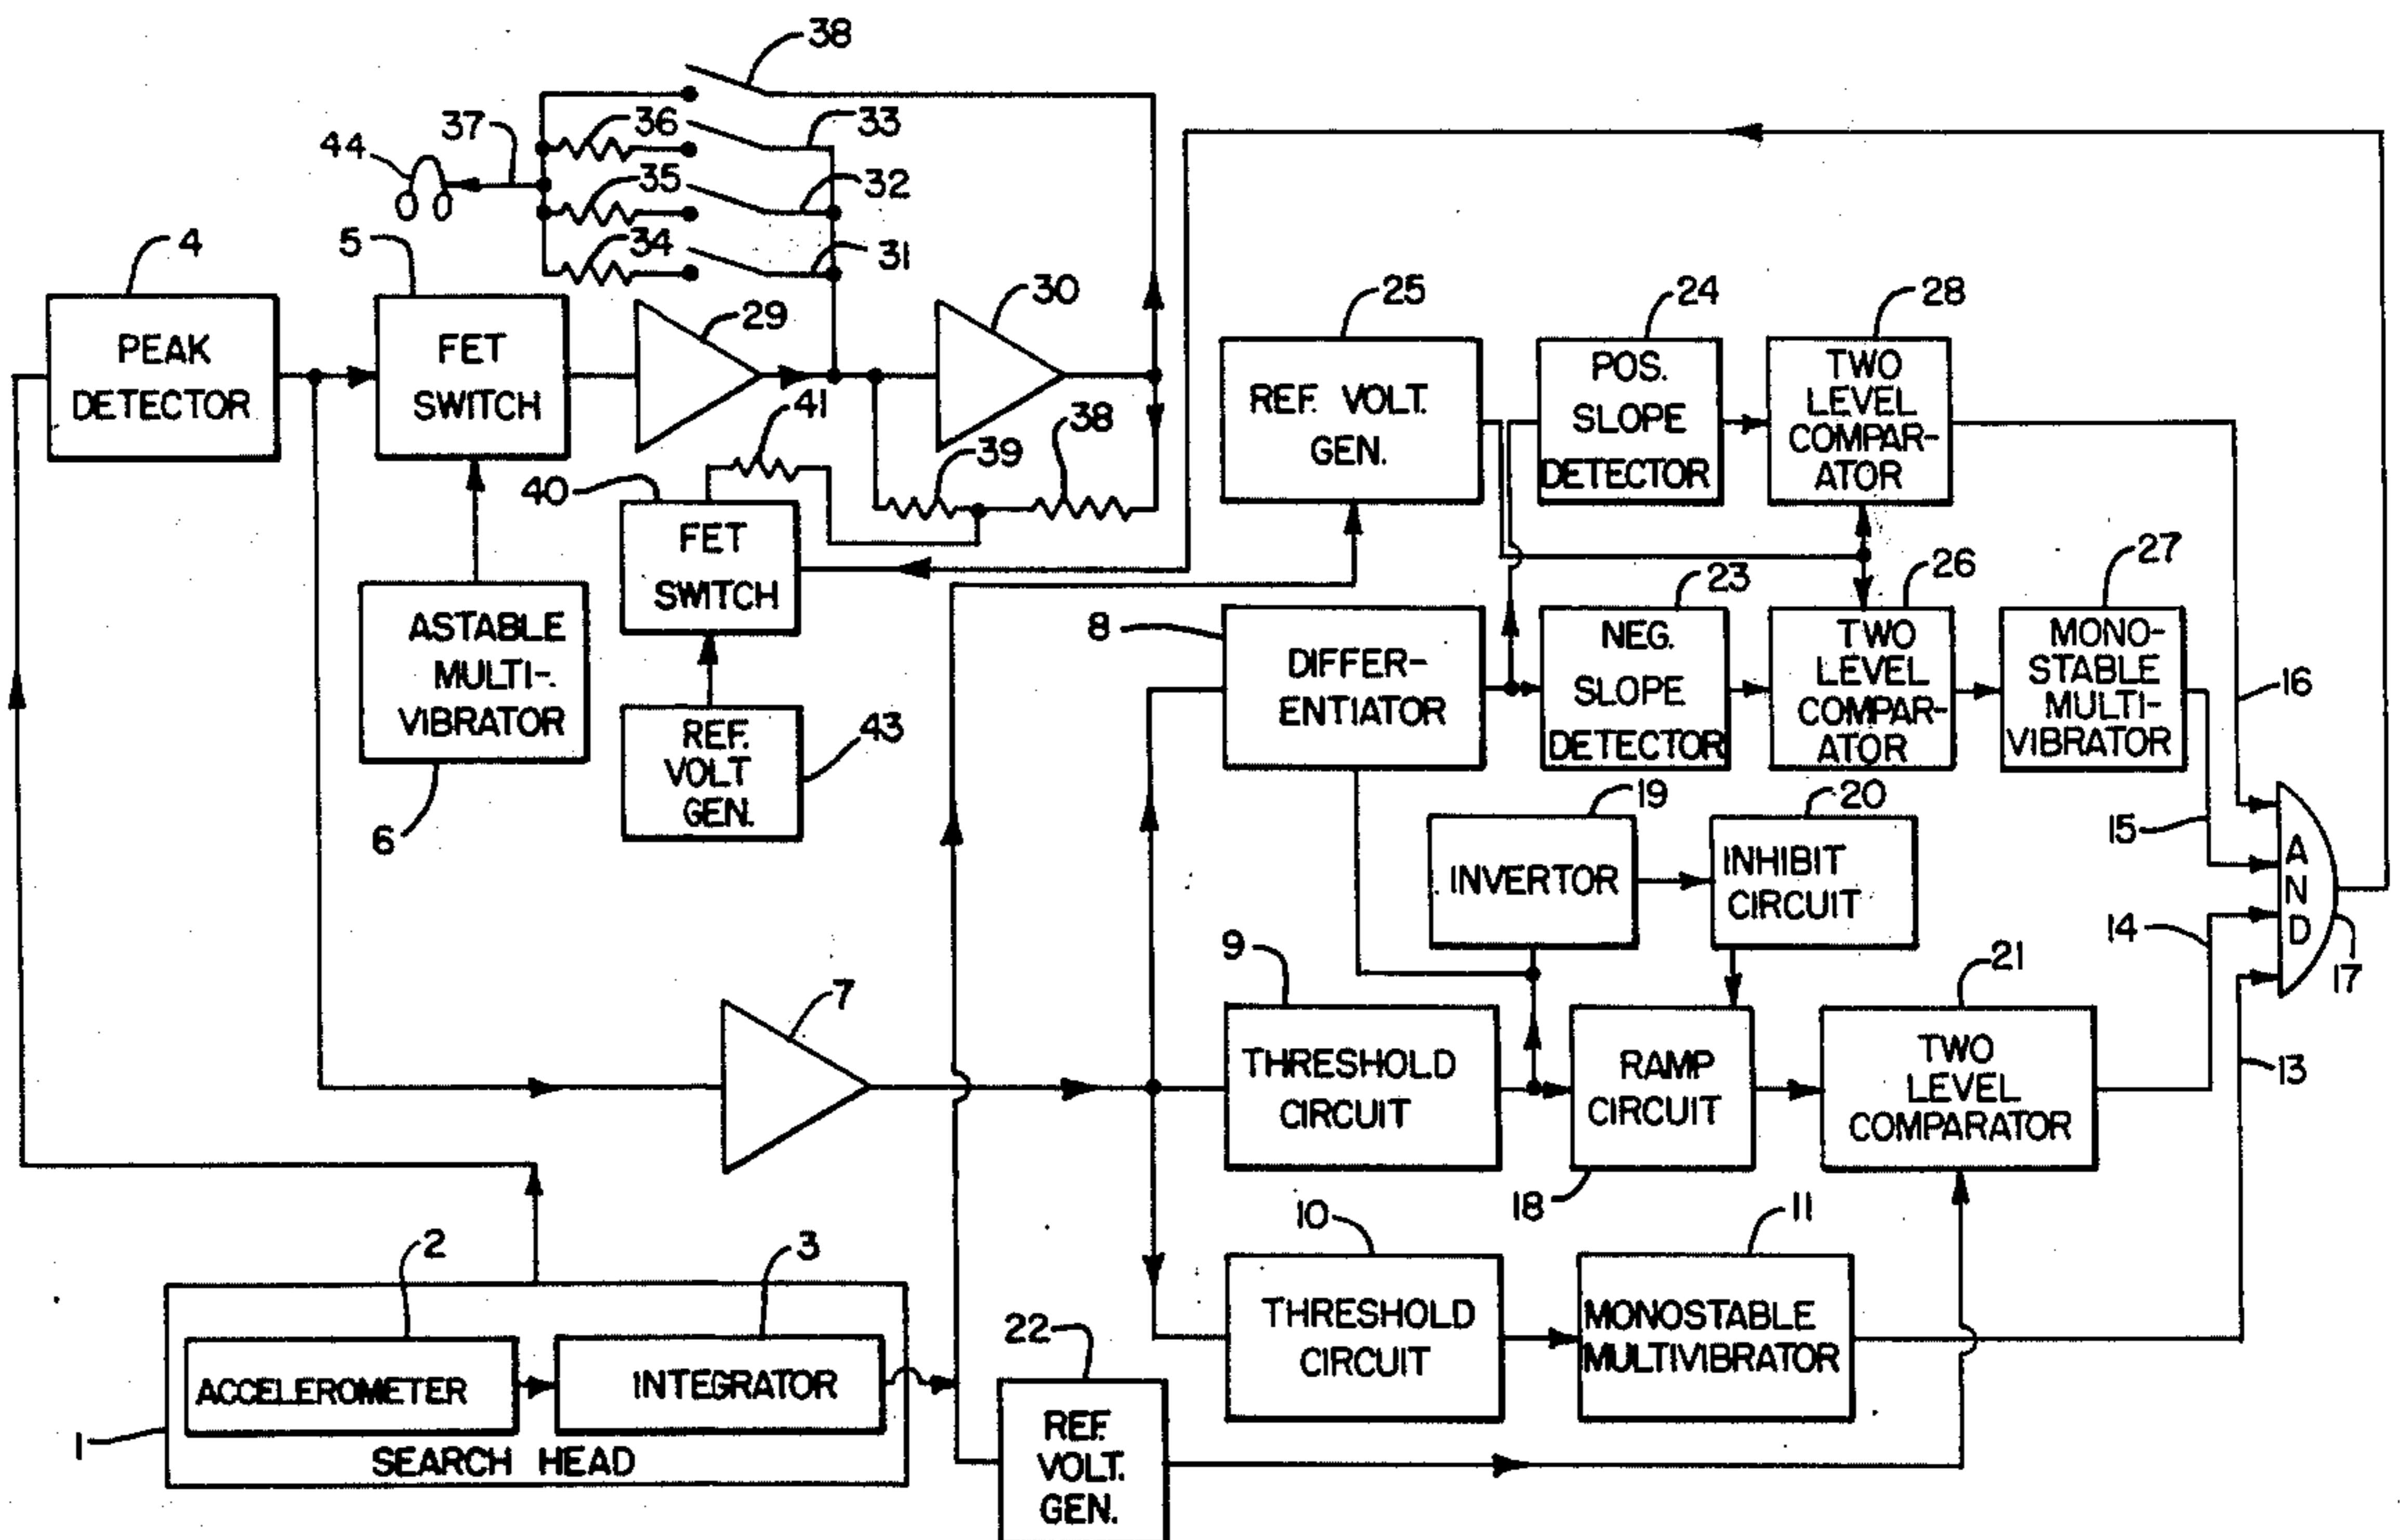 38
37
36
33
44
35
32
34
31
4
5
29
30
25
24
28
PEAK
DETECTOR
FET
SWITCH
41
39
38
REF. VOLT.
GEN.
POS.
SLOPE
DETECTOR
TWO
LEVEL
COMPAR-
ATOR
40
FET
SWITCH
8
23
26
27
ASTABLE
MULTI-
VIBRATOR
6
REF.
VOLT
GEN.
43
DIFFER-
ENTIATOR
NEG.
SLOPE
DETECTOR
TWO
LEVEL
COMPAR-
ATOR
MONO-
STABLE
MULTI-
VIBRATOR
16
15
19
20
INVERTOR
INHIBIT
CIRCUIT
AND
17
14
13
7
9
21
THRESHOLD
CIRCUIT
RAMP
CIRCUIT
18
TWO
LEVEL
COMPARATOR
10
11
THRESHOLD
CIRCUIT
MONOSTABLE
MULTIVIBRATOR
2
3
22
ACCELEROMETER
INTEGRATOR
1
SEARCH HEAD
REF.
VOLT.
GEN.